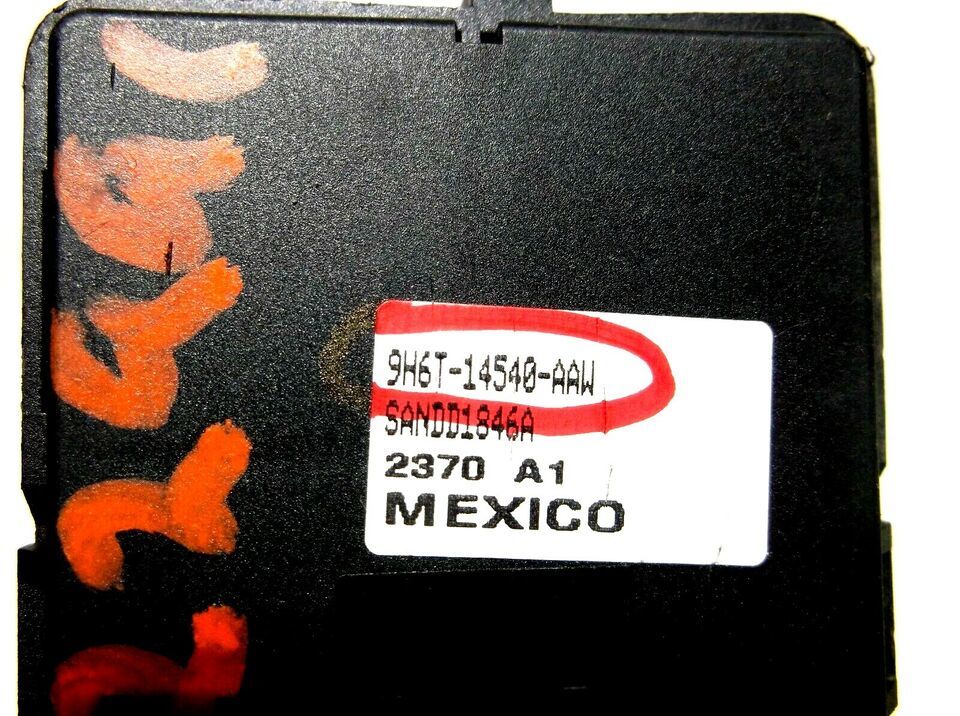 9H6T-14540-AAW
SANDD1846A
2370 A1
MEXICO